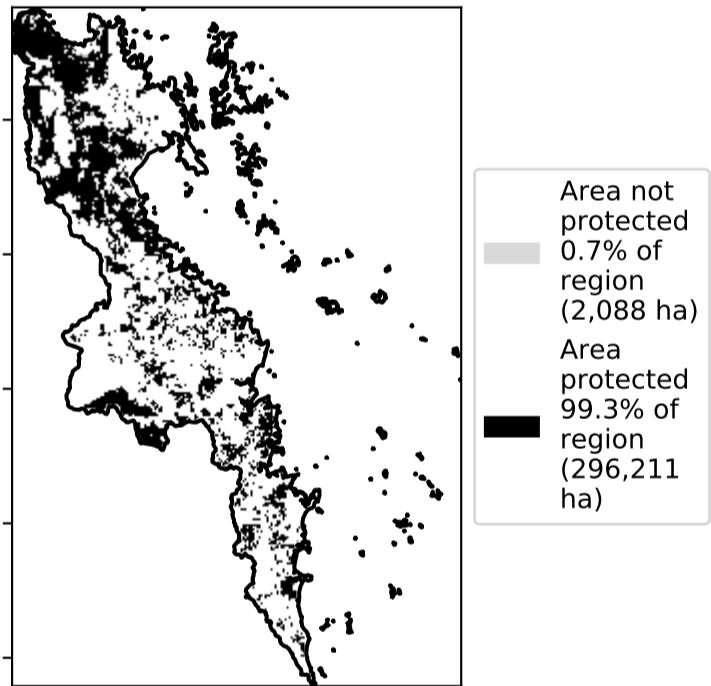 Area not
protected
0.7% of
region
(2,088 ha)
Area
protected
99.3% of
region
(296,211
ha)